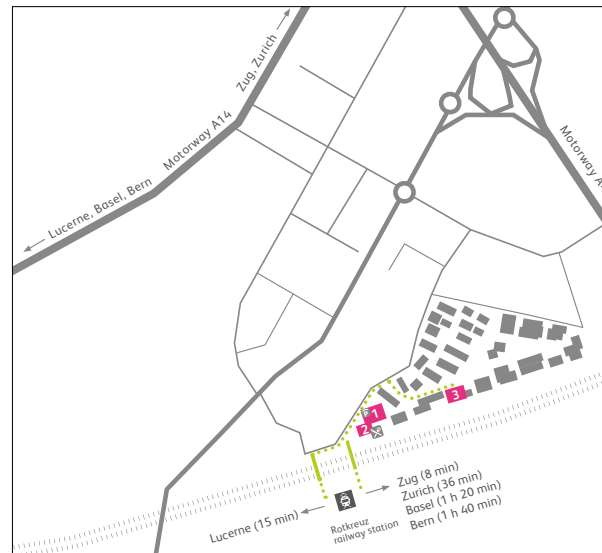 Zug, Zurich
Motorway A14
Lucerne, Basel, Bern
Motorway A
1
2
3
Zug (8 min)
Zurich (36 min)
Basel (1 h 20 min)
Bern (1 h 40 min)
Lucerne (15 min)
Rotkreuz
railway station